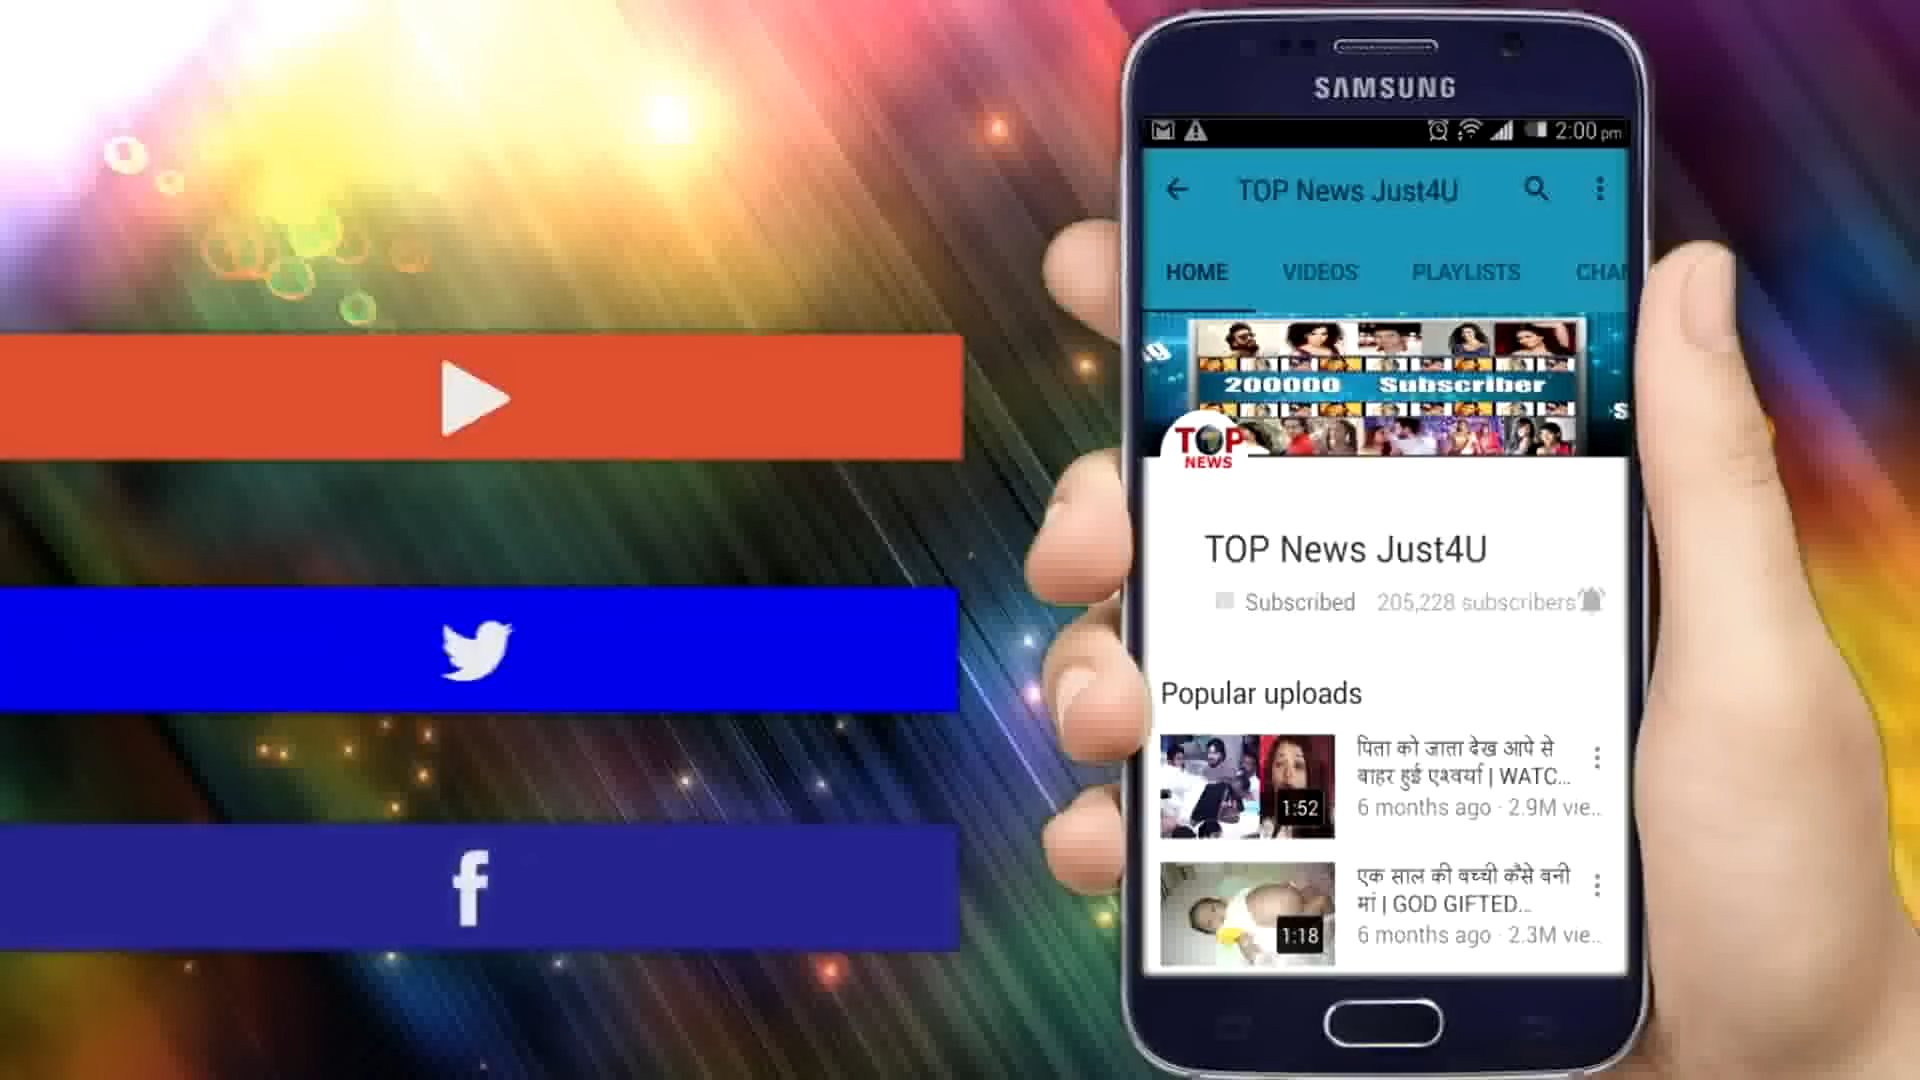 SAMSUNG
2:00 pm
TOP News Just4U
HOME VIDEOS PLAYLISTS CHAN
200000 Subscriber
TOP
NEWS
TOP News Just4U
Subscribed 205,228 subscribers
Popular uploads
पिता को जाता देख आपे से
बाहर हुई एश्वर्या | WATC...
6 months ago · 2.9M vie..
1:52
एक साल की बच्ची कैसे बनी
मां | GOD GIFTED...
6 months ago · 2.3M vie..
1:18